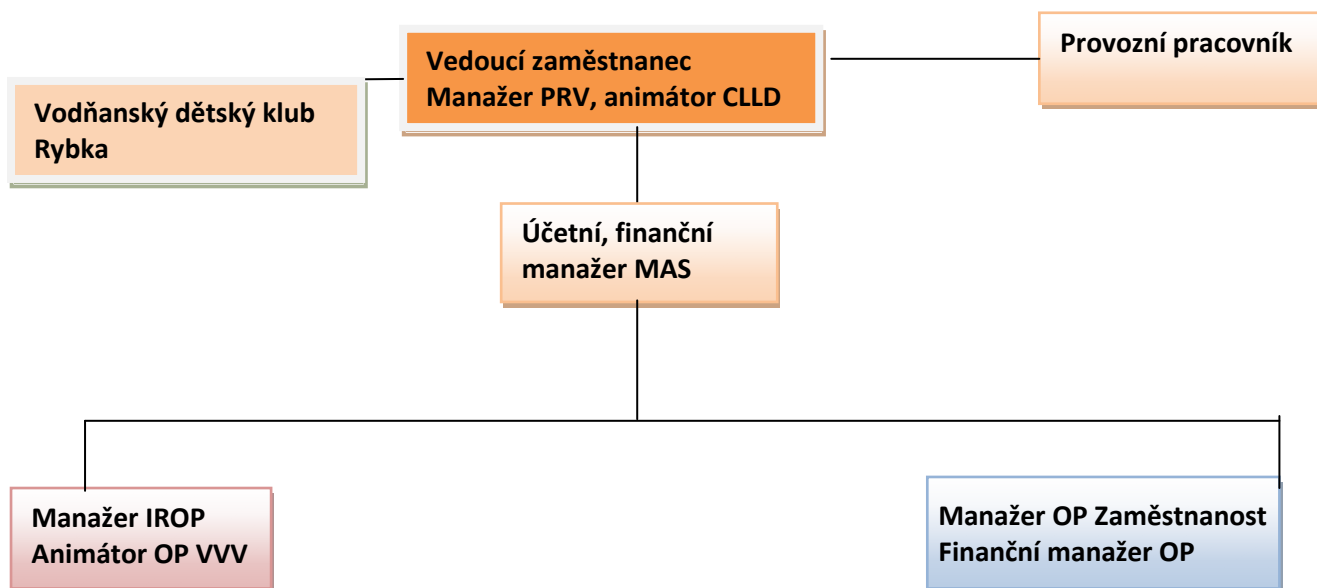 Vedoucí zaměstnanec
Manažer PRV, animátor CLLD
Provozní pracovník
Vodňanský dětský klub
Rybka
Účetní, finanční
manažer MAS
Manažer IROP
Animátor OP VVV
Manažer OP Zaměstnanost
Finanční manažer OP